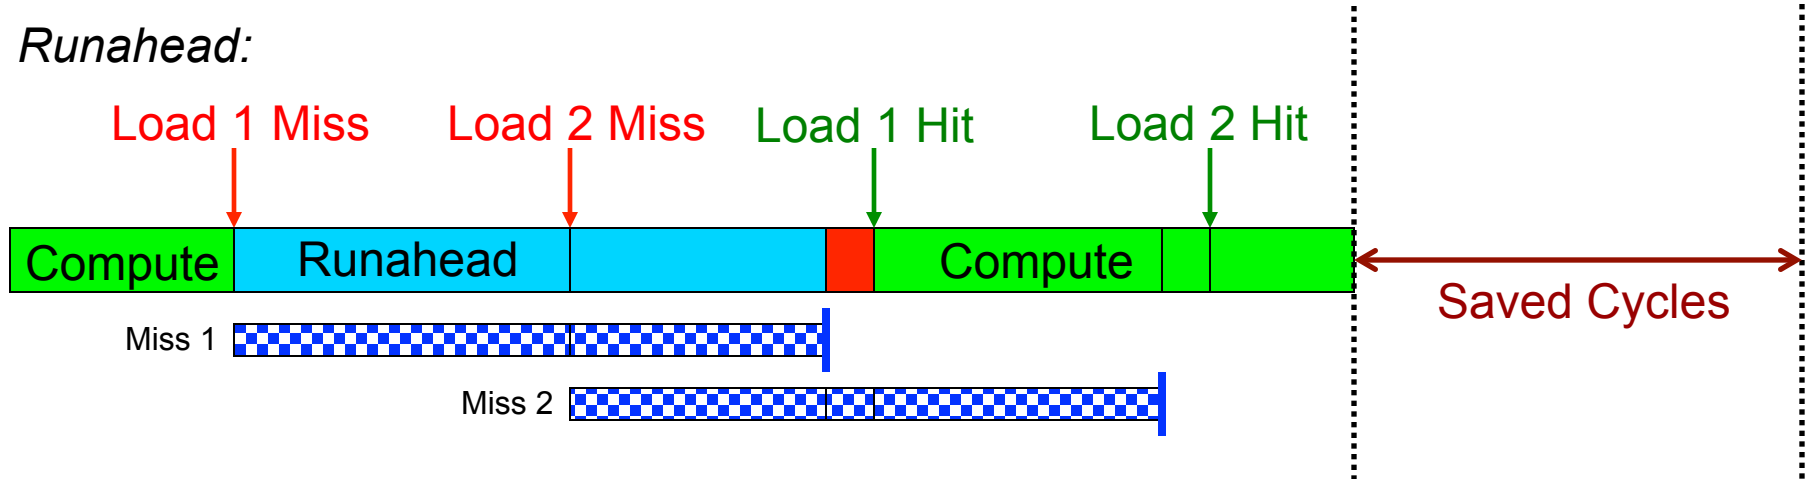 Runahead:
Load 1 Miss
Load 2 Miss
Load 1 Hit
Load 2 Hit
Compute
Runahead
Compute
Saved Cycles
Miss 1
Miss 2